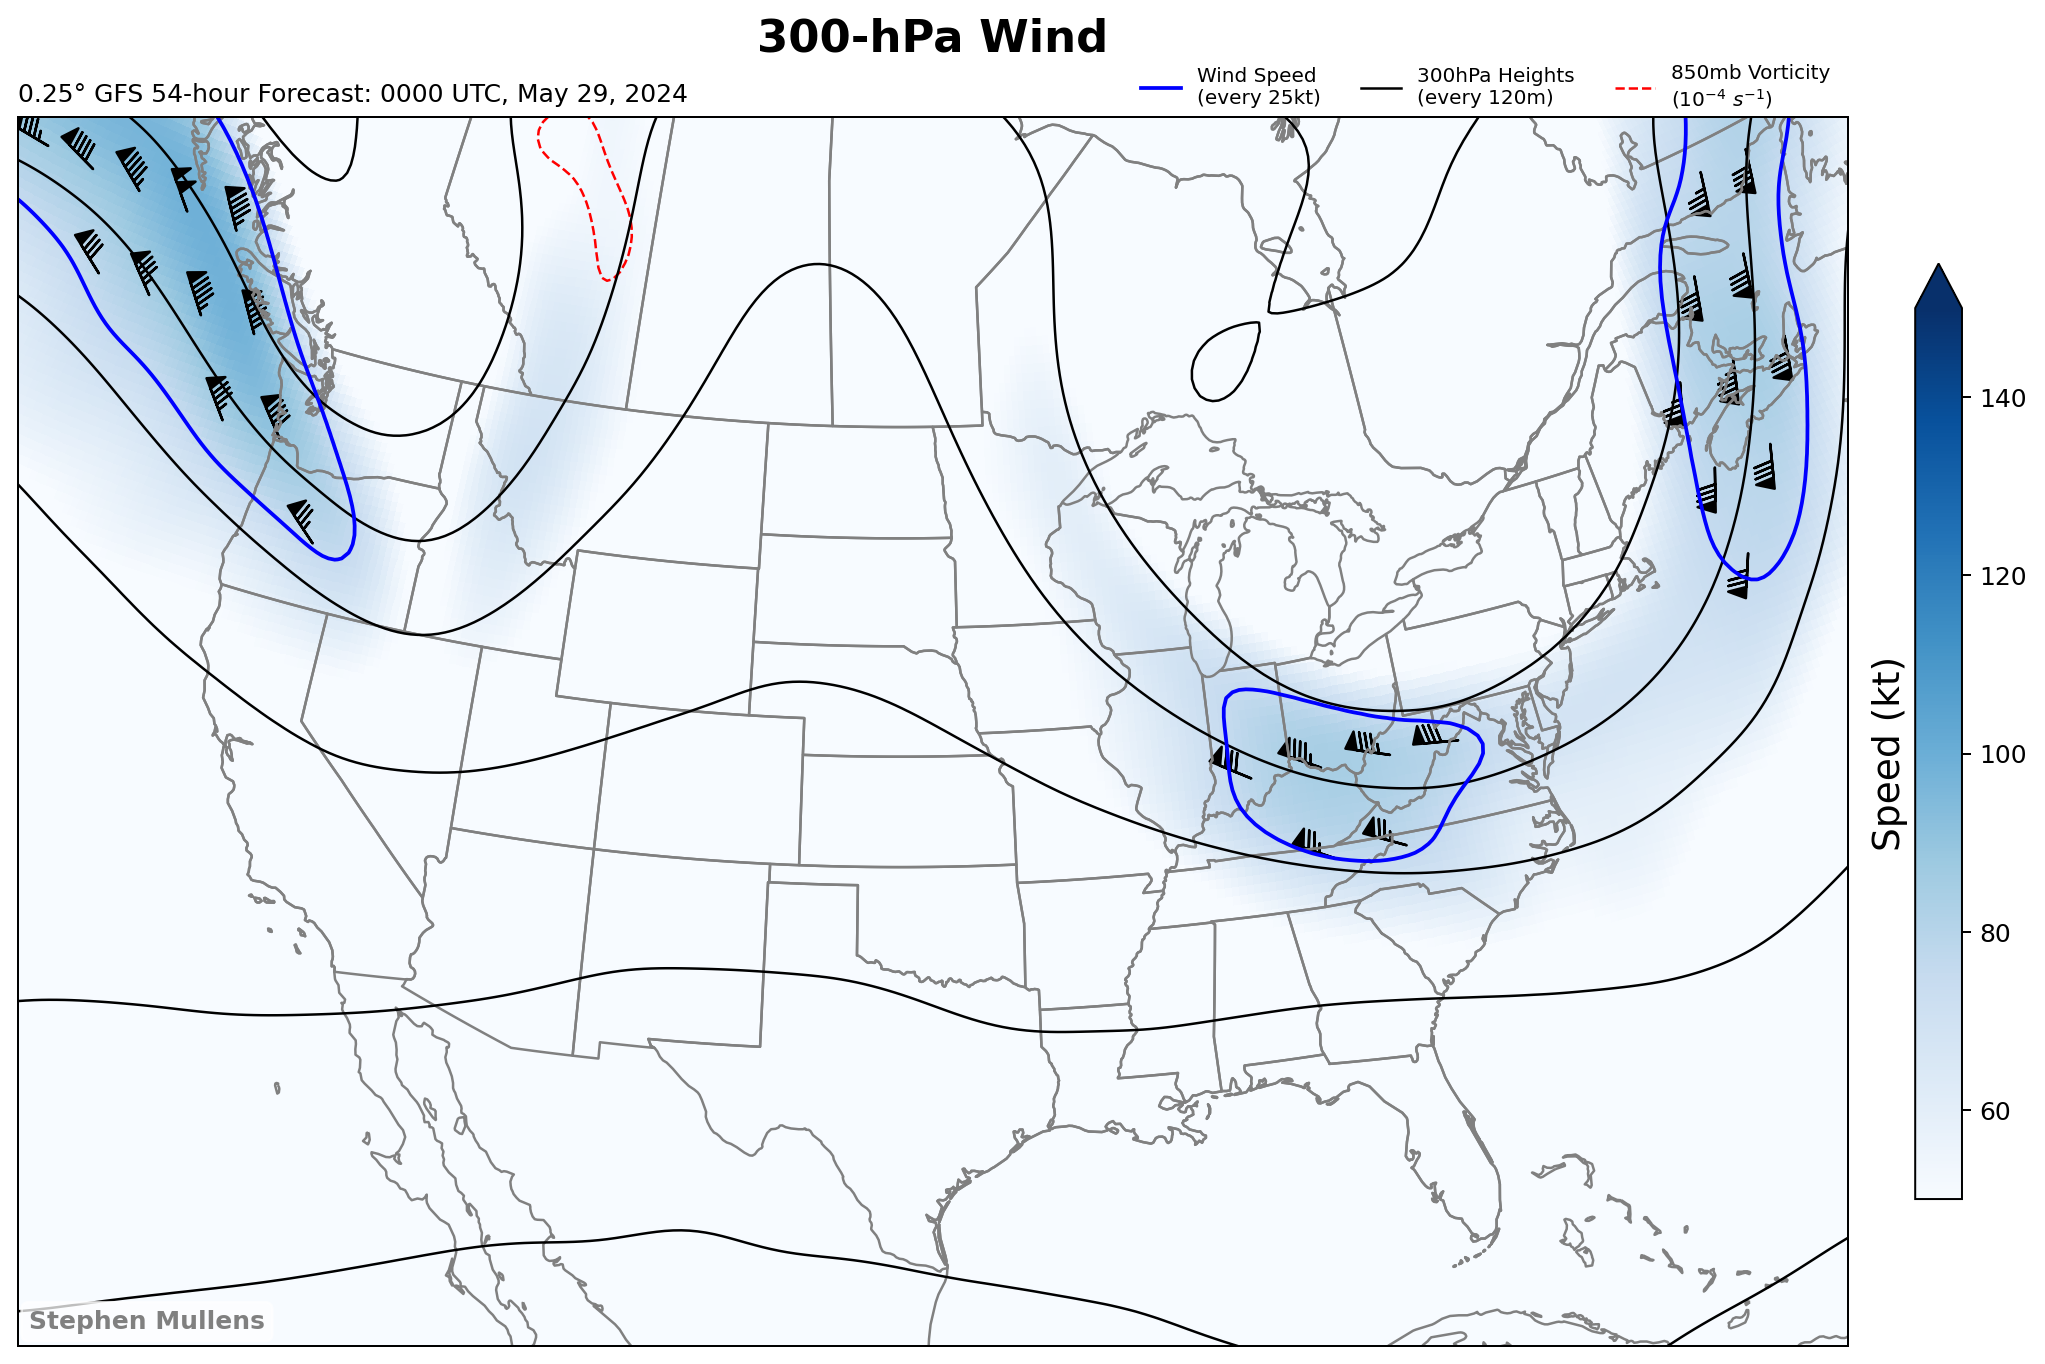 300-hPa Wind
0.25° GFS 54-hour Forecast: 0000 UTC, May 29, 2024
Wind Speed
(every 25kt)
300hPa Heights
(every 120m)
850mb Vorticity
(10⁻⁴ s⁻¹)
140
120
100
80
60
Speed (kt)
Stephen Mullens